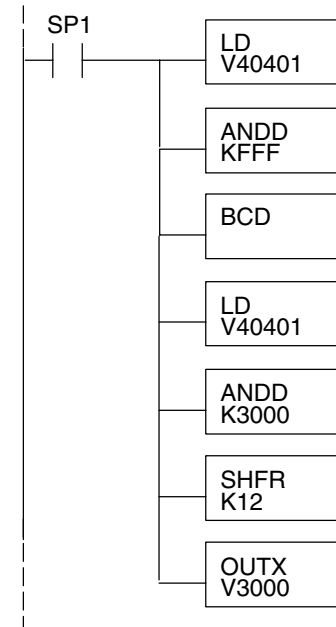 SP1
LD
V40401
ANDD
KFFF
BCD
LD
V40401
ANDD
K3000
SHFR
K12
OUTX
V3000